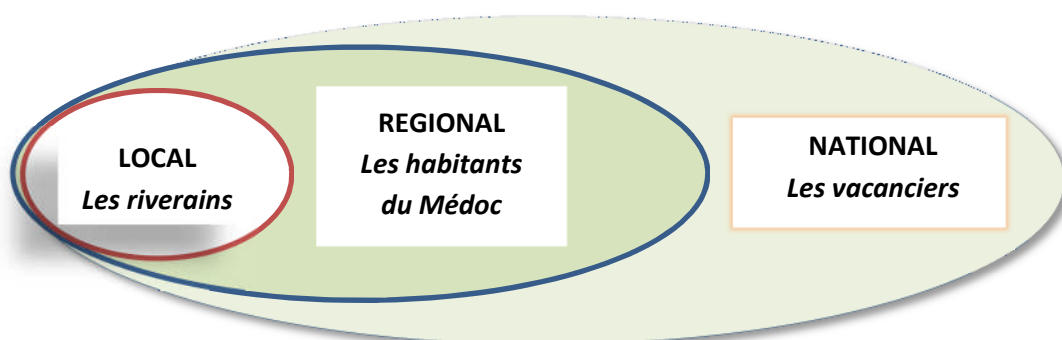 LOCAL
Les riverains
REGIONAL
Les habitants
du Médoc
NATIONAL
Les vacanciers